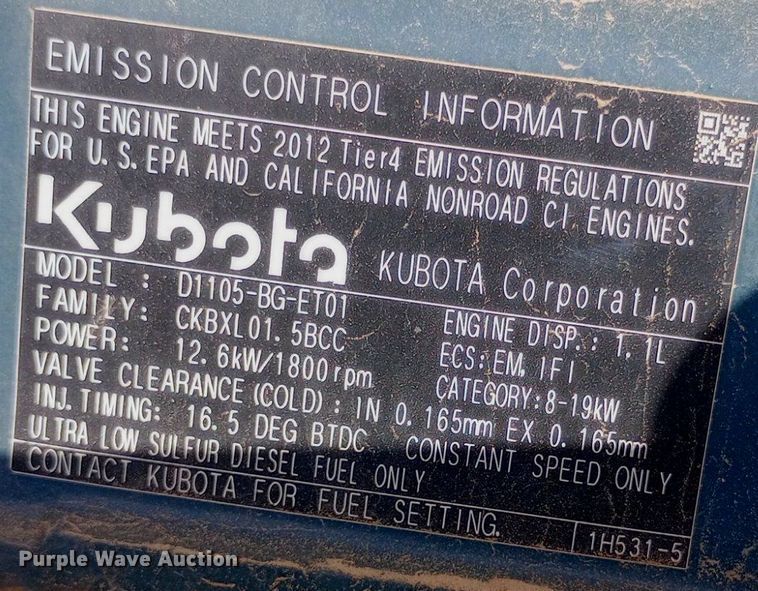 EMISSION CONTROL INFORMATION
THIS ENGINE MEETS 2012 Tier4 EMISSION REGULATIONS
FOR U.S.EPA AND CALIFORNIA NONROAD CI ENGINES.
Kubota KUBOTA Corporation
MODEL : D1105-BG-ET01 ENGINE DISP.: 1.1L
FAMILY: CKBXL01.5BCC ECS:EM, IFI
POWER: 12.6kW/1800rpm CATEGORY:8-19kW
VALVE CLEARANCE(COLD): IN 0.165mm EX 0.165mm
INJ.TIMING: 16.5 DEG BTDC CONSTANT SPEED ONLY
ULTRA LOW SULFUR DIESEL FUEL ONLY
CONTACT KUBOTA FOR FUEL SETTING. 1H531-5
Purple Wave Auction